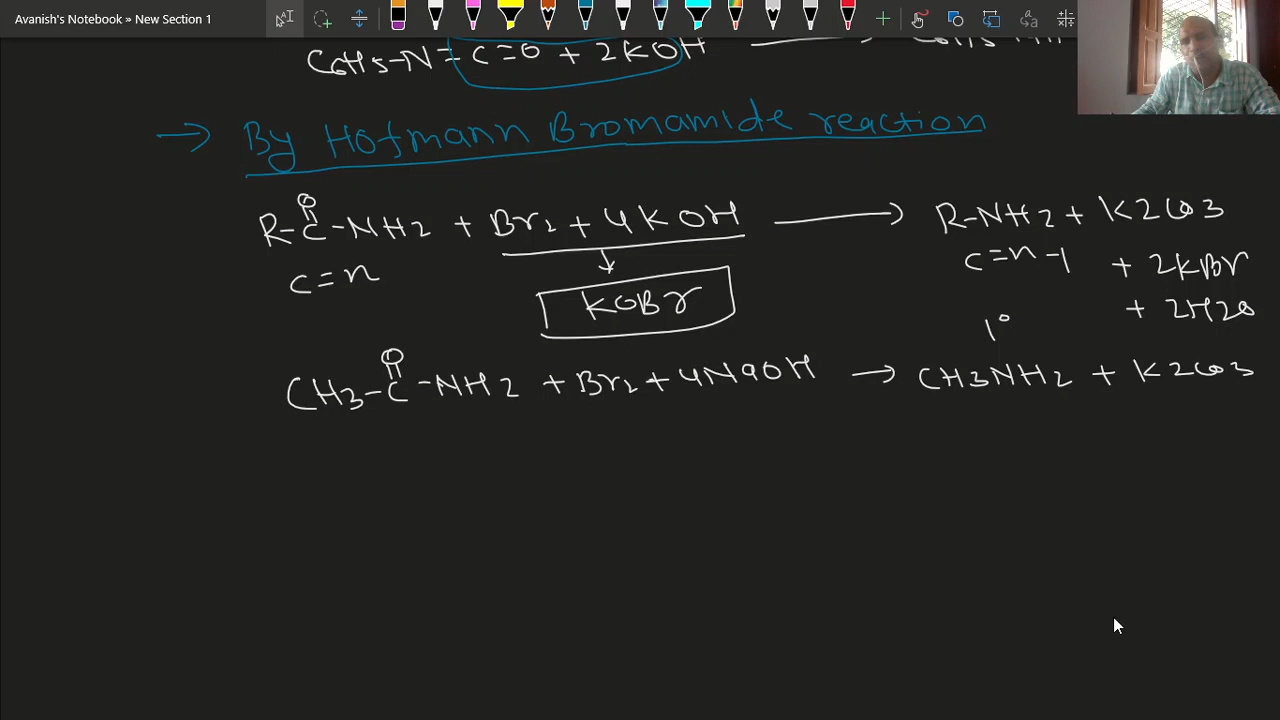 Avanish's Notebook » New Section 1
C6H5-N=C=O + 2KOH
→ By Hofmann Bromamide reaction
O
R-C-NH2 + Br2 + 4KOH → R-NH2 + K2CO3
C=n C=n-1 + 2KBr
KOBr + 2H2O
1°
O
CH3-C-NH2 + Br2 + 4NaOH → CH3NH2 + K2CO3